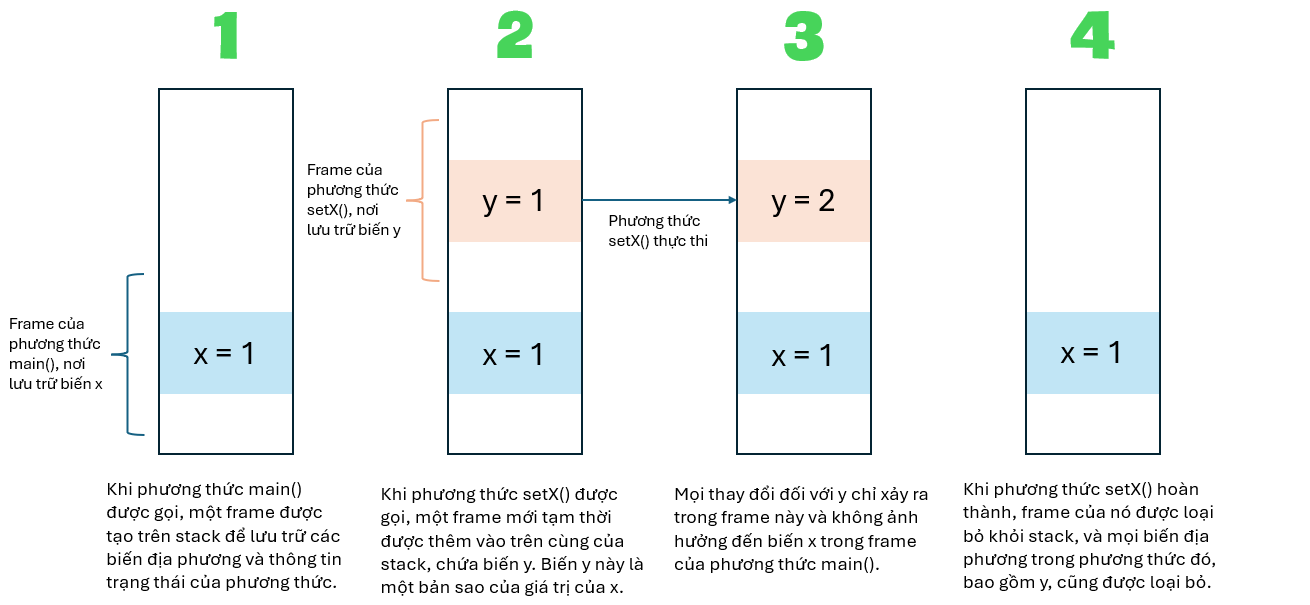 1
2
3
4
Frame của
phương thức
setX(), nơi
lưu trữ biến y
y = 1
Phương thức
setX() thực thi
y = 2
Frame của
phương thức
main(), nơi
lưu trữ biến x
x = 1
x = 1
x = 1
x = 1
Khi phương thức main()
được gọi, một frame được
tạo trên stack để lưu trữ các
biến địa phương và thông tin
trạng thái của phương thức.
Khi phương thức setX() được
gọi, một frame mới tạm thời
được thêm vào trên cùng của
stack, chứa biến y. Biến y này là
một bản sao của giá trị của x.
Mọi thay đổi đối với y chỉ xảy ra
trong frame này và không ảnh
hưởng đến biến x trong frame
của phương thức main().
Khi phương thức setX() hoàn
thành, frame của nó được loại
bỏ khỏi stack, và mọi biến địa
phương trong phương thức đó,
bao gồm y, cũng được loại bỏ.